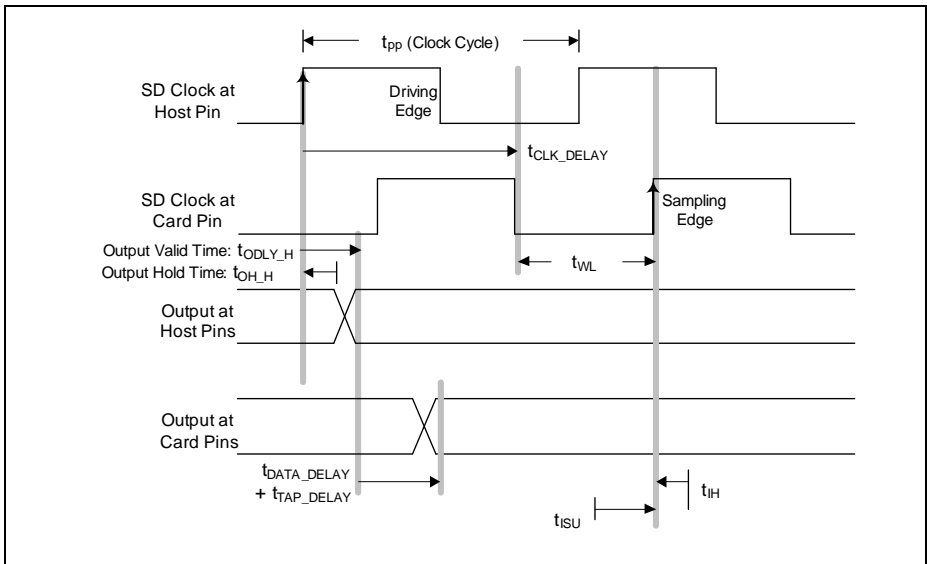 tpp (Clock Cycle)
SD Clock at
Host Pin
Driving
Edge
tCLK_DELAY
SD Clock at
Card Pin
Sampling
Edge
Output Valid Time: tODLY_H
Output Hold Time: tOH_H
tWL
Output at
Host Pins
Output at
Card Pins
tDATA_DELAY
+ tTAP_DELAY
tIH
tISU